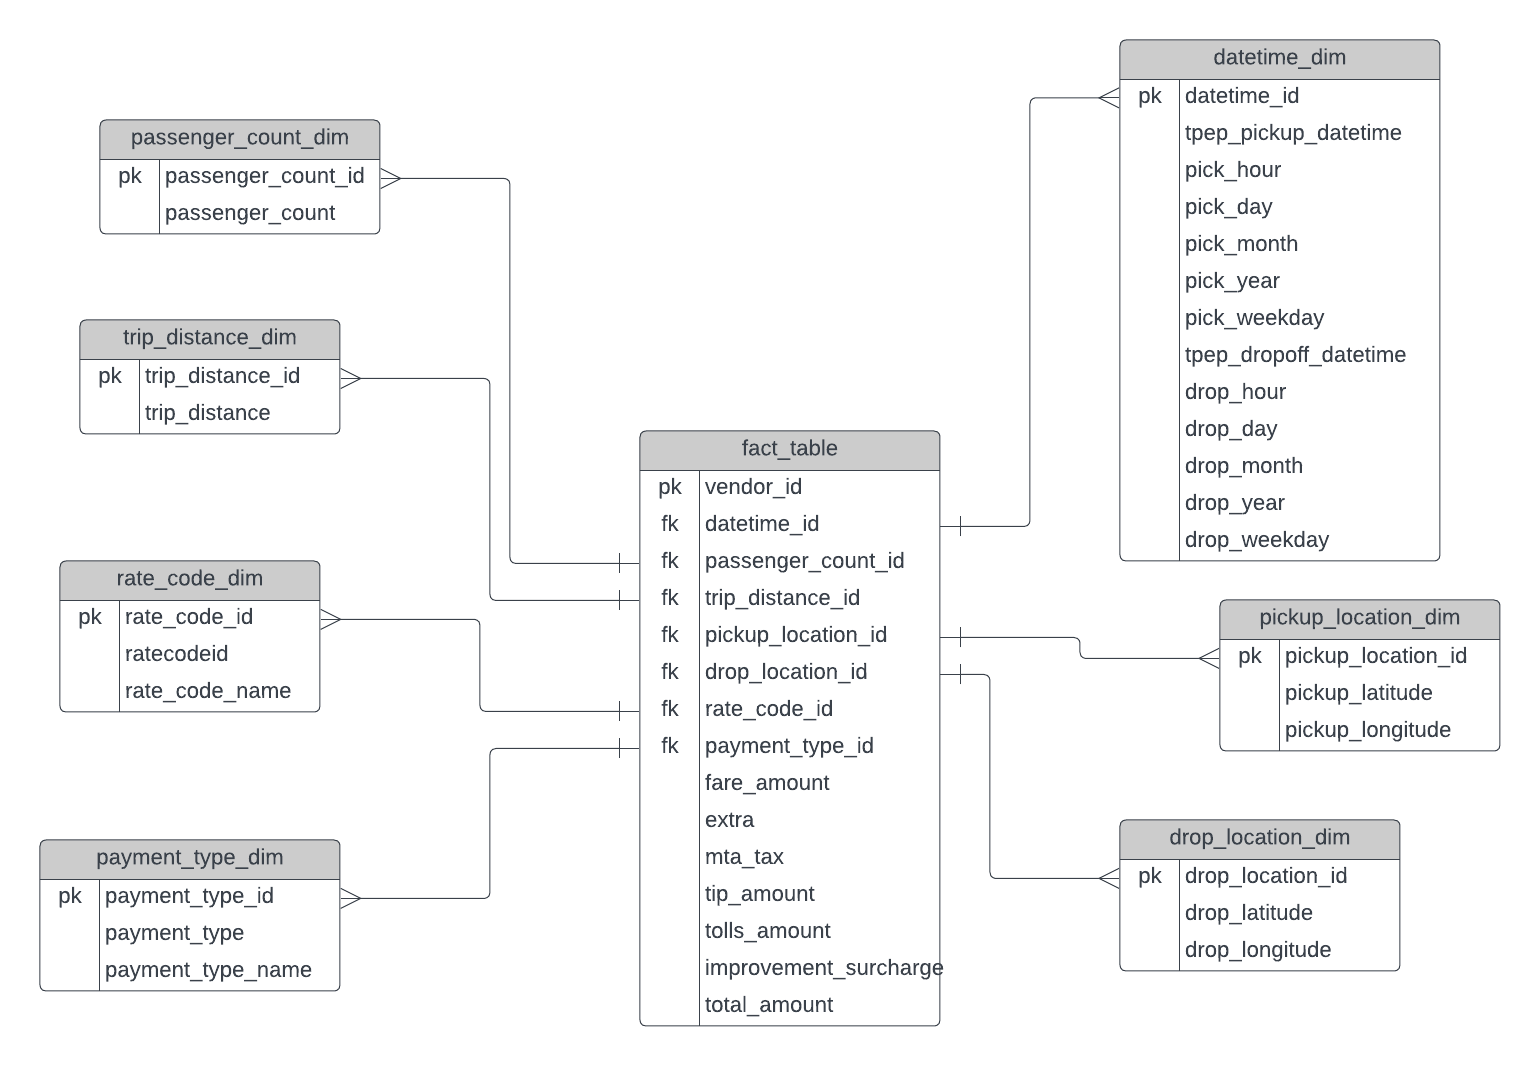 passenger_count_dim
pk passenger_count_id
passenger_count
trip_distance_dim
pk trip_distance_id
trip_distance
rate_code_dim
pk rate_code_id
ratecodeid
rate_code_name
payment_type_dim
pk payment_type_id
payment_type
payment_type_name
fact_table
pk vendor_id
fk datetime_id
fk passenger_count_id
fk trip_distance_id
fk pickup_location_id
fk drop_location_id
fk rate_code_id
fk payment_type_id
fare_amount
extra
mta_tax
tip_amount
tolls_amount
improvement_surcharge
total_amount
datetime_dim
pk datetime_id
tpep_pickup_datetime
pick_hour
pick_day
pick_month
pick_year
pick_weekday
tpep_dropoff_datetime
drop_hour
drop_day
drop_month
drop_year
drop_weekday
pickup_location_dim
pk pickup_location_id
pickup_latitude
pickup_longitude
drop_location_dim
pk drop_location_id
drop_latitude
drop_longitude